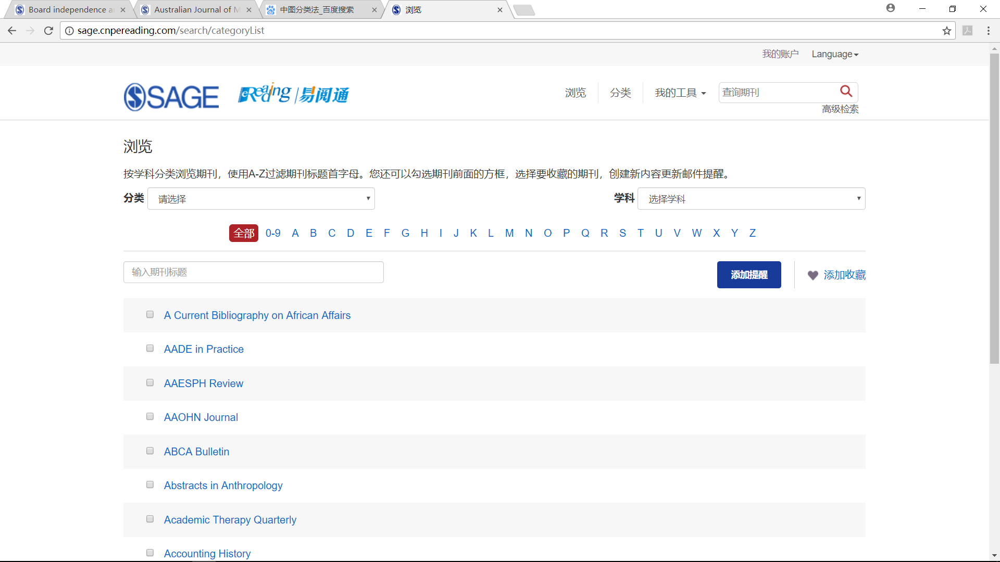 Board independence a
Australian Journal of M
中图分类法_百度搜索
浏览
sage.cnpereading.com/search/categoryList
我的账户 Language
SAGE eReading | 易阅通
浏览 分类 我的工具 查询期刊
高级检索
浏览
按学科分类浏览期刊，使用A-Z过滤期刊标题首字母。您还可以勾选期刊前面的方框，选择要收藏的期刊，创建新内容更新邮件提醒。
分类 请选择 学科 选择学科
全部 0-9 A B C D E F G H I J K L M N O P Q R S T U V W X Y Z
输入期刊标题 添加提醒 添加收藏
A Current Bibliography on African Affairs
AADE in Practice
AAESPH Review
AAOHN Journal
ABCA Bulletin
Abstracts in Anthropology
Academic Therapy Quarterly
Accounting History